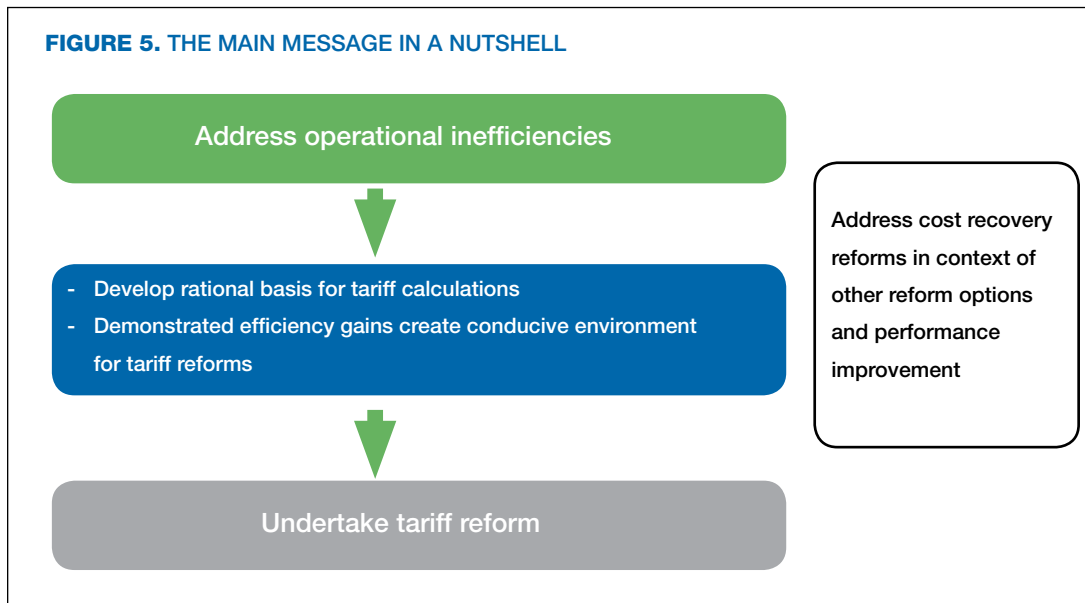 FIGURE 5. THE MAIN MESSAGE IN A NUTSHELL
Address operational inefficiencies
- Develop rational basis for tariff calculations
- Demonstrated efficiency gains create conducive environment
for tariff reforms
Undertake tariff reform
Address cost recovery
reforms in context of
other reform options
and performance
improvement